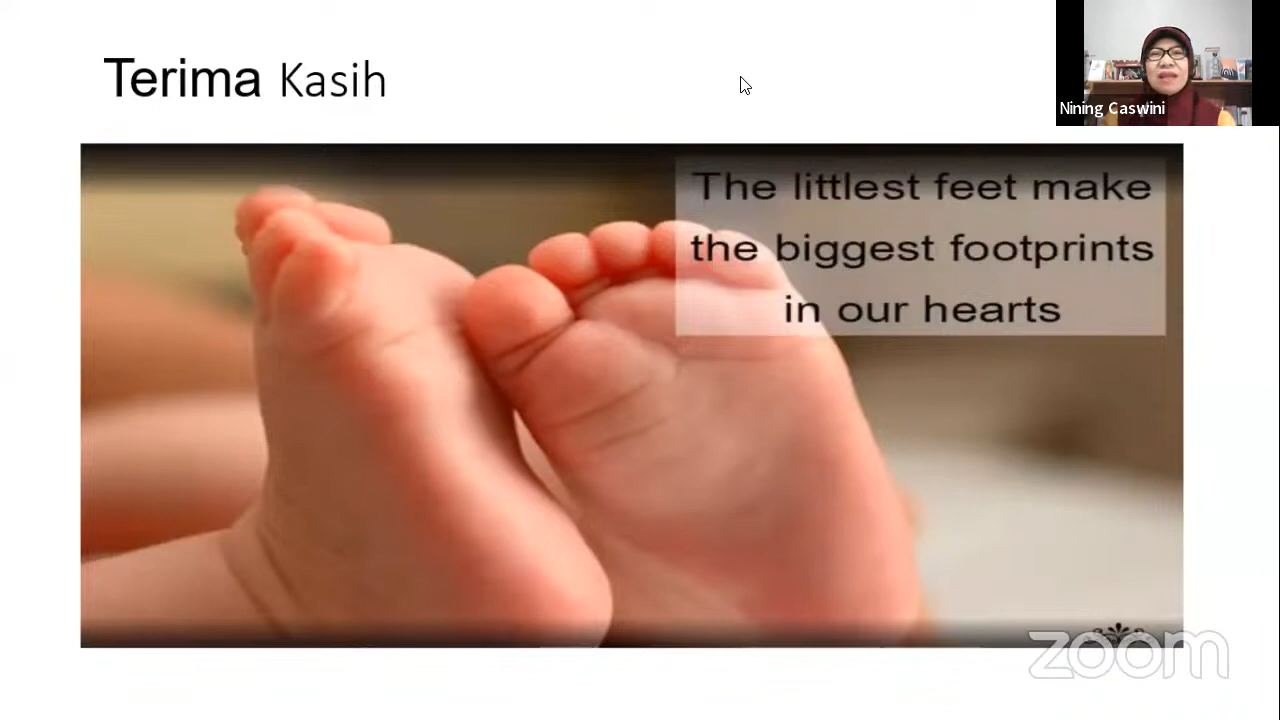 Terima Kasih
Nining Caswini
The littlest feet make
the biggest footprints
in our hearts
zoom